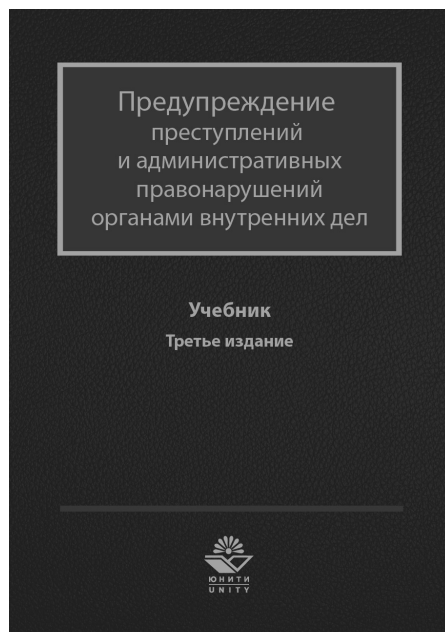 Предупреждение
преступлений
и административных
правонарушений
органами внутренних дел
Учебник
Третье издание
ЮНИТИ
UNITY